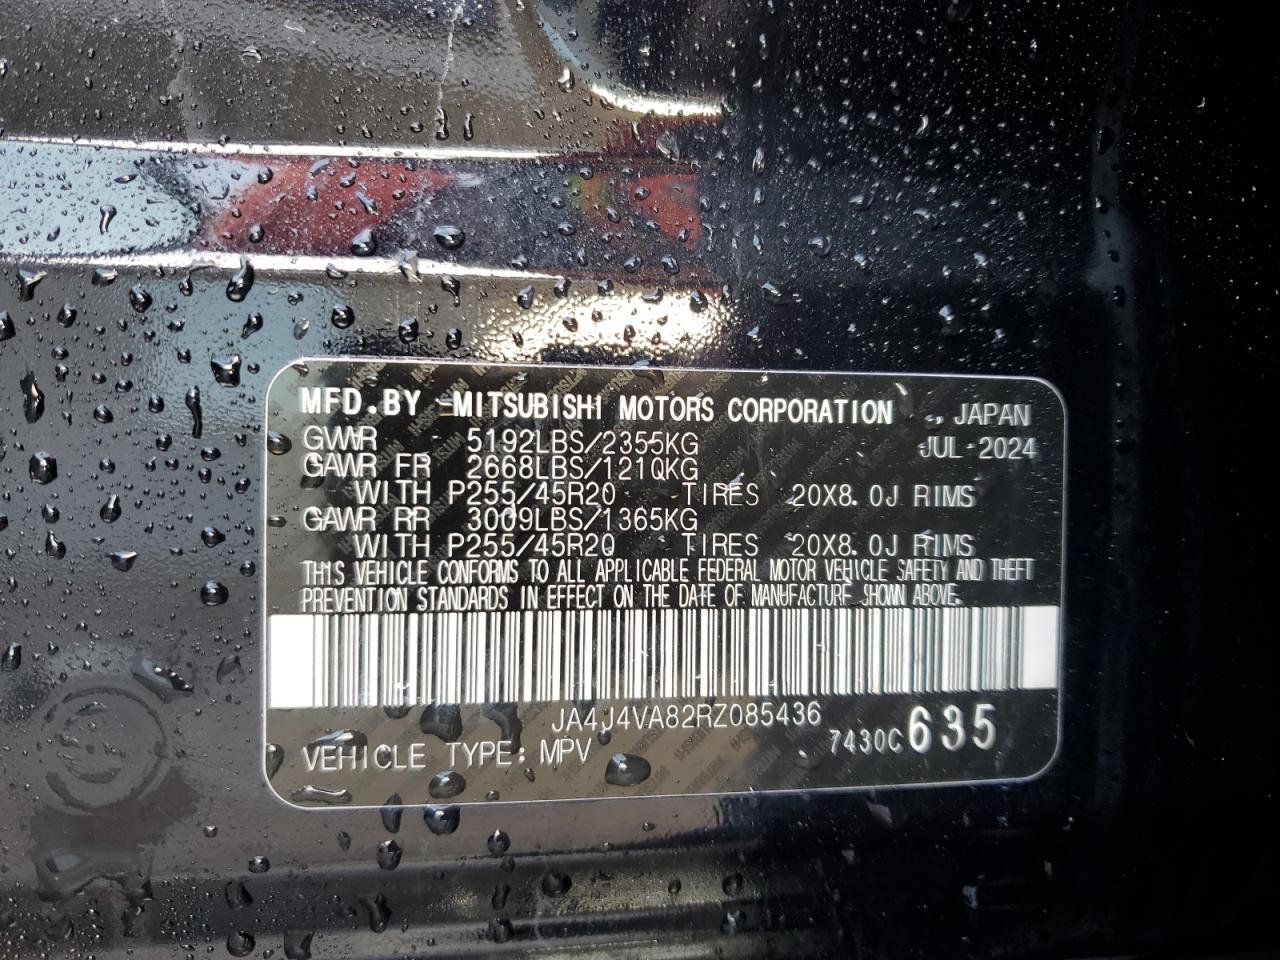 MFD.BY MITSUBISHI MOTORS CORPORATION , JAPAN
GVWR 5192LBS/2355KG JUL-2024
GAWR FR 2668LBS/1210KG
WITH P255/45R20 TIRES 20X8.0J RIMS
GAWR RR 3009LBS/1365KG
WITH P255/45R20 TIRES 20X8.0J RIMS
THIS VEHICLE CONFORMS TO ALL APPLICABLE FEDERAL MOTOR VEHICLE SAFETY AND THEFT
PREVENTION STANDARDS IN EFFECT ON THE DATE OF MANUFACTURE SHOWN ABOVE.
JA4J4VA82RZ085436
7430C635
VEHICLE TYPE: MPV